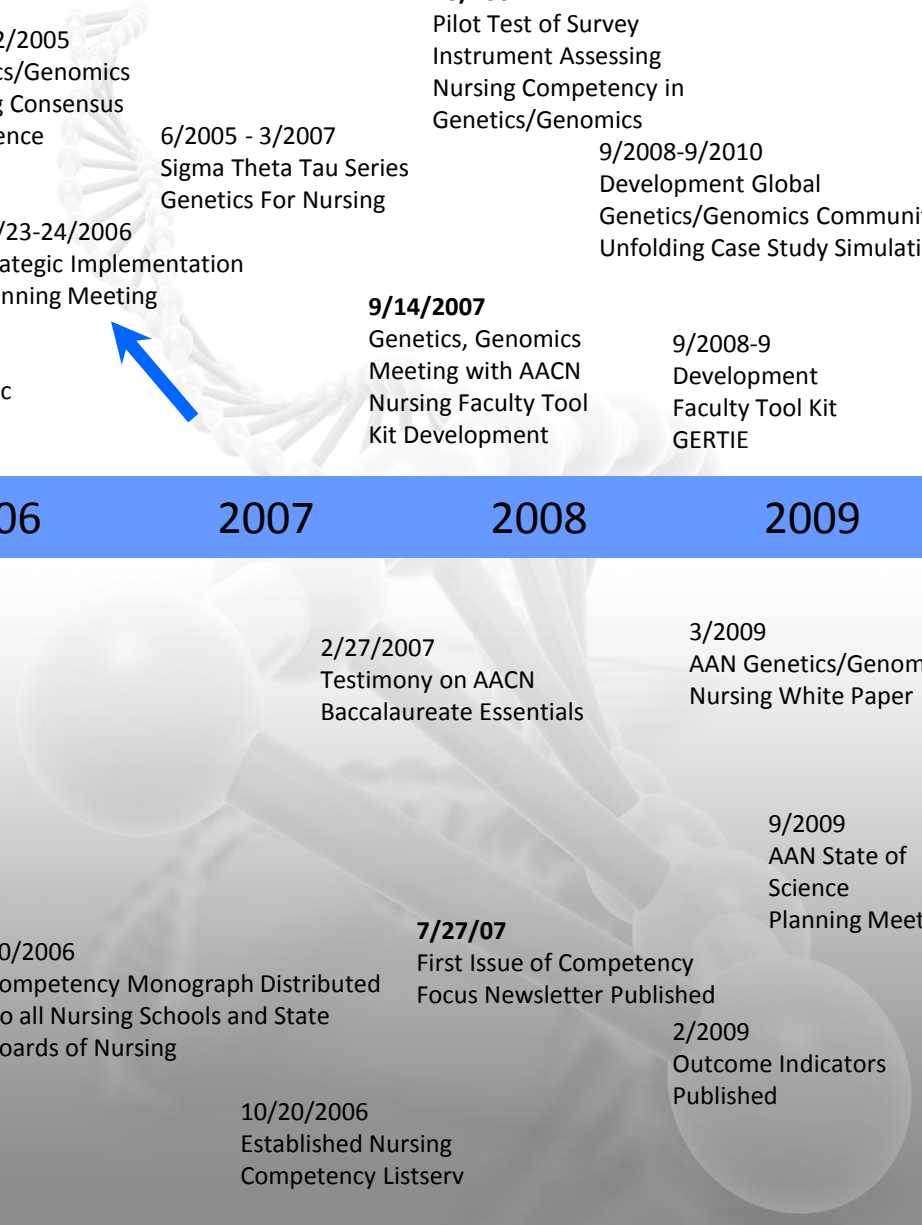 Pilot Test of Survey
Instrument Assessing
Nursing Competency in
Genetics/Genomics
2/2005
cs/Genomics
g Consensus
ence
6/2005 - 3/2007
Sigma Theta Tau Series
Genetics For Nursing
9/2008-9/2010
Development Global
Genetics/Genomics Communit
Unfolding Case Study Simulati
/23-24/2006
ategic Implementation
nning Meeting
9/14/2007
Genetics, Genomics
Meeting with AACN
Nursing Faculty Tool
Kit Development
9/2008-9
Development
Faculty Tool Kit
GERTIE
c
06 2007 2008 2009
2/27/2007
Testimony on AACN
Baccalaureate Essentials
3/2009
AAN Genetics/Genom
Nursing White Paper
9/2009
AAN State of
Science
Planning Meet
0/2006
ompetency Monograph Distributed
o all Nursing Schools and State
oards of Nursing
7/27/07
First Issue of Competency
Focus Newsletter Published
2/2009
Outcome Indicators
Published
10/20/2006
Established Nursing
Competency Listserv